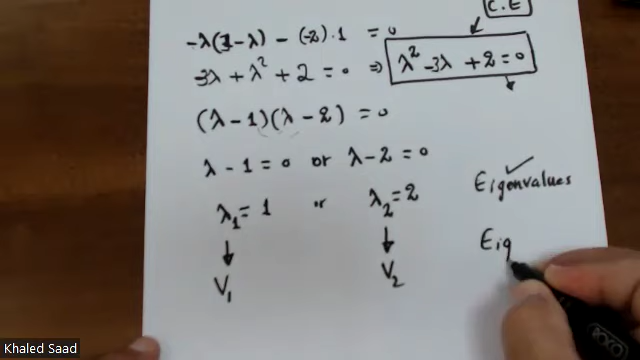 C.E
-λ(3-λ) - (-2)·1 = 0
-3λ + λ² + 2 = 0 ⇒ λ² - 3λ + 2 = 0
(λ - 1)(λ - 2) = 0
λ - 1 = 0 or λ - 2 = 0
λ₁ = 1 or λ₂ = 2
Eigenvalues ✓
↓ ↓
V₁ V₂
Eig
Khaled Saad